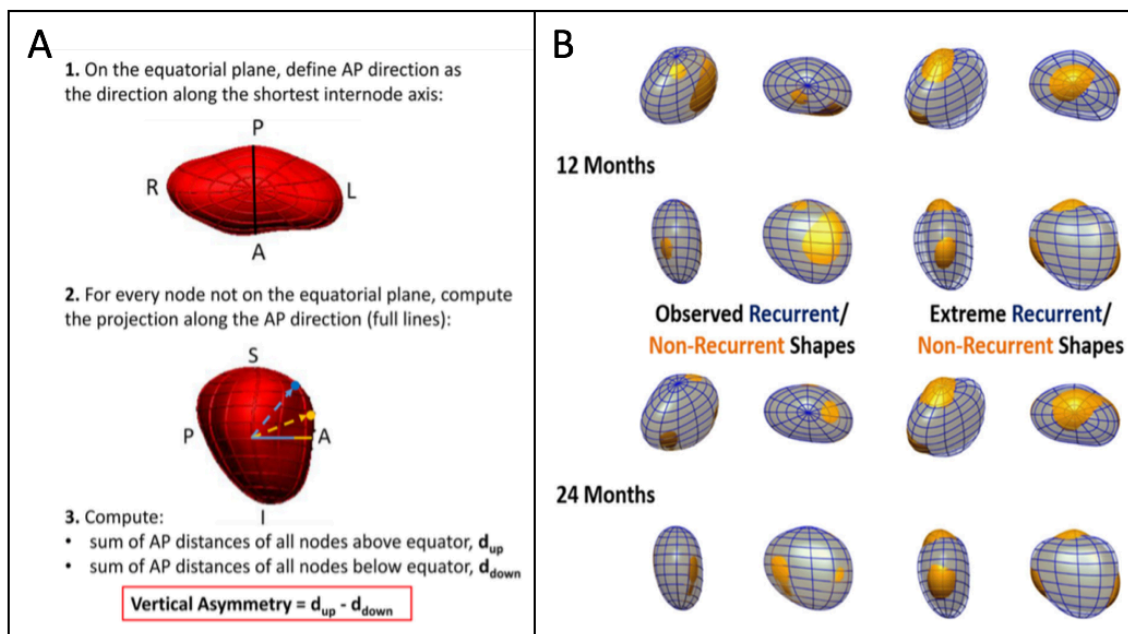 A
1. On the equatorial plane, define AP direction as
the direction along the shortest internode axis:
P
R
L
A
2. For every node not on the equatorial plane, compute
the projection along the AP direction (full lines):
S
P
A
I
3. Compute:
• sum of AP distances of all nodes above equator, dup
• sum of AP distances of all nodes below equator, ddown
Vertical Asymmetry = dup - ddown
B
12 Months
Observed Recurrent/
Non-Recurrent Shapes
Extreme Recurrent/
Non-Recurrent Shapes
24 Months